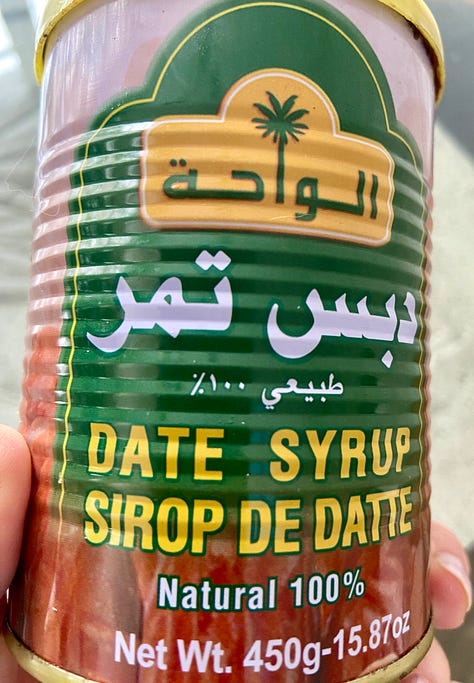 الواحة
دبس تمر
طبيعي ١٠٠٪
DATE SYRUP
SIROP DE DATTE
Natural 100%
Net Wt. 450g-15.87oz